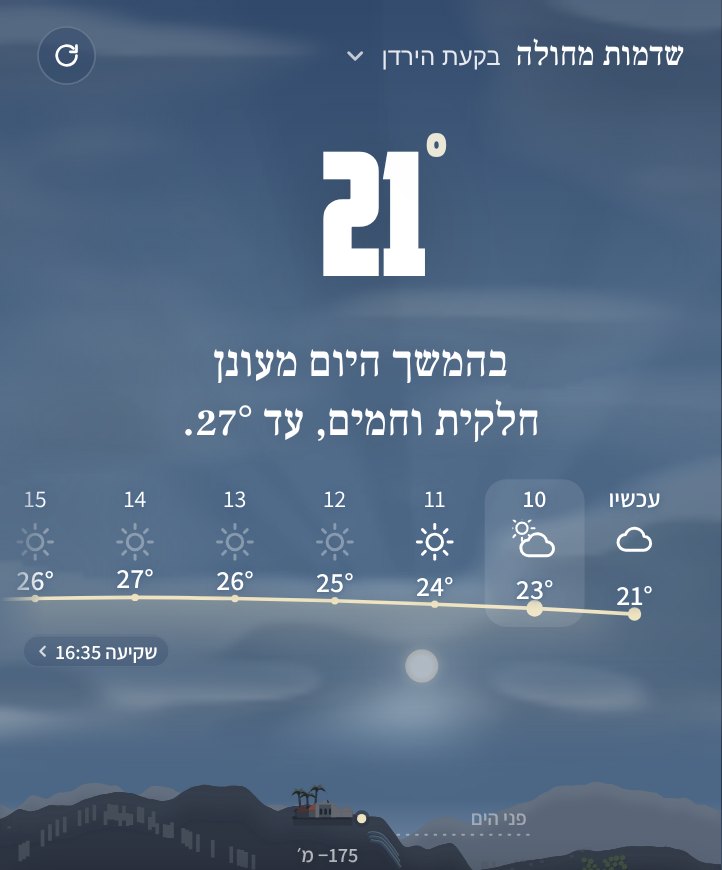 שדמות מחולה בקעת הירדן
21°
בהמשך היום מעונן
חלקית וחמים, עד 27°.
עכשיו 10 11 12 13 14 15
21° 23° 24° 25° 26° 27° 26°
שקיעה 16:35
פני הים
−175 מ׳